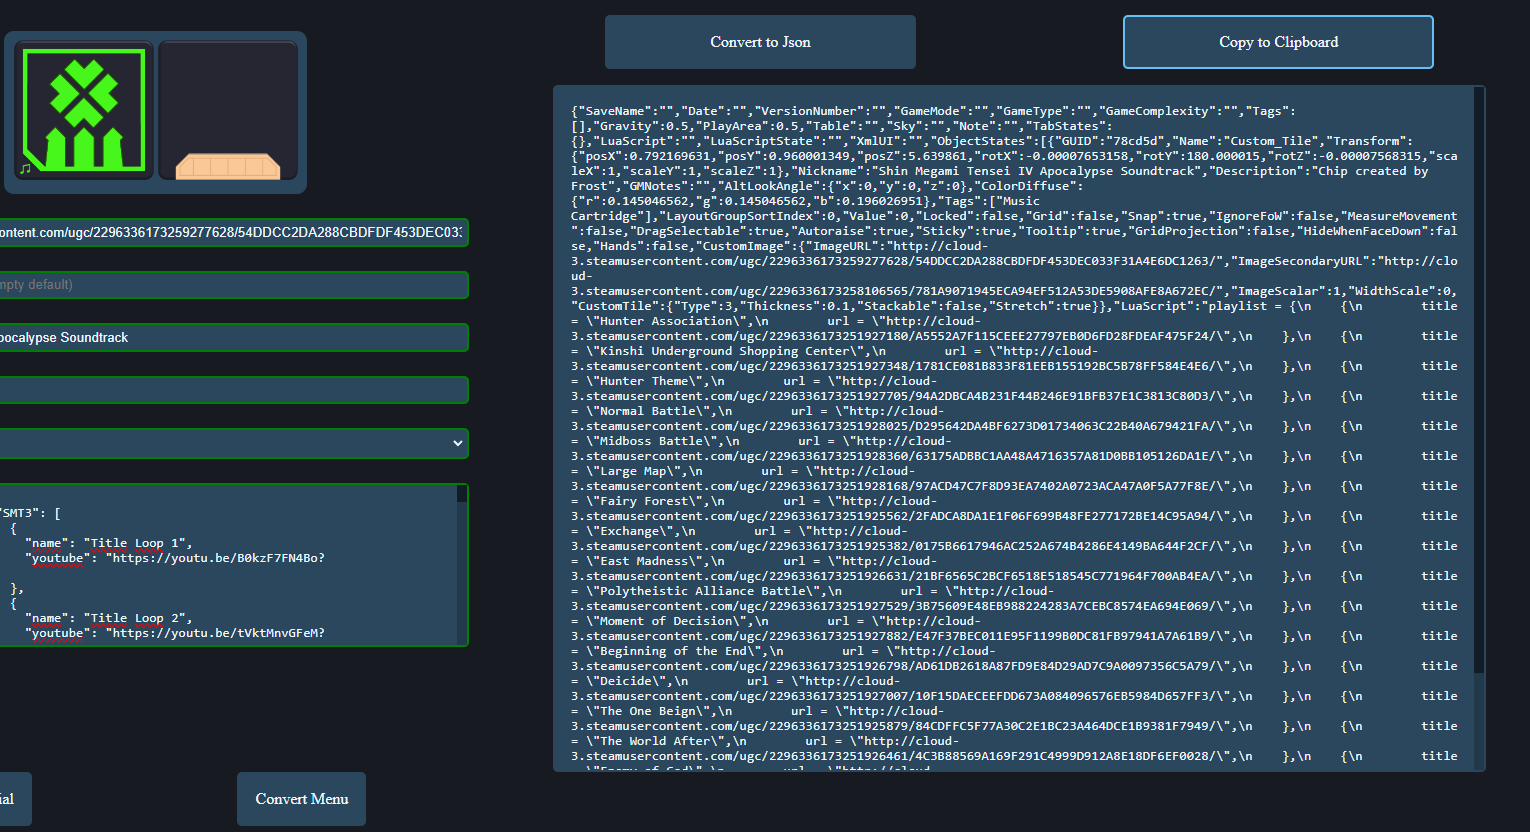 Convert to Json
Copy to Clipboard
ontent.com/ugc/2296336173259277628/54DDCC2DA288CBDFDF453DEC033
mpty default)
pocalypse Soundtrack
"SMT3": [
{
"name": "Title Loop 1",
"youtube": "https://youtu.be/B0kzF7FN4Bo?
},
{
"name": "Title Loop 2",
"youtube": "https://youtu.be/tVktMnvGFeM?
ial
Convert Menu
{"SaveName":"","Date":"","VersionNumber":"","GameMode":"","GameType":"","GameComplexity":"","Tags":
[],"Gravity":0.5,"PlayArea":0.5,"Table":"","Sky":"","Note":"","TabStates":
{},"LuaScript":"","LuaScriptState":"","XmlUI":"","ObjectStates":[{"GUID":"78cd5d","Name":"Custom_Tile","Transform":
{"posX":0.792169631,"posY":0.960001349,"posZ":5.639861,"rotX":-0.00007653158,"rotY":180.000015,"rotZ":-0.00007568315,"sca
leX":1,"scaleY":1,"scaleZ":1},"Nickname":"Shin Megami Tensei IV Apocalypse Soundtrack","Description":"Chip created by
Frost","GMNotes":"","AltLookAngle":{"x":0,"y":0,"z":0},"ColorDiffuse":
{"r":0.145046562,"g":0.145046562,"b":0.196026951},"Tags":["Music
Cartridge"],"LayoutGroupSortIndex":0,"Value":0,"Locked":false,"Grid":false,"Snap":true,"IgnoreFoW":false,"MeasureMovement
":false,"DragSelectable":true,"Autoraise":true,"Sticky":true,"Tooltip":true,"GridProjection":false,"HideWhenFaceDown":fal
se,"Hands":false,"CustomImage":{"ImageURL":"http://cloud-
3.steamusercontent.com/ugc/2296336173259277628/54DDCC2DA288CBDFDF453DEC033F31A4E6DC1263/","ImageSecondaryURL":"http://clo
ud-
3.steamusercontent.com/ugc/2296336173258106565/781A9071945ECA94EF512A53DE5908AFE8A672EC/","ImageScalar":1,"WidthScale":0,
"CustomTile":{"Type":3,"Thickness":0.1,"Stackable":false,"Stretch":true}},"LuaScript":"playlist = {\n    {\n        title
= \"Hunter Association\",\n        url = \"http://cloud-
3.steamusercontent.com/ugc/2296336173251927180/A5552A7F115CEEE27797EB0D6FD28FDEAF475F24/\",\n    },\n    {\n        title
= \"Kinshi Underground Shopping Center\",\n        url = \"http://cloud-
3.steamusercontent.com/ugc/2296336173251927348/1781CE081B833F81EEB155192BC5B78FF584E4E6/\",\n    },\n    {\n        title
= \"Hunter Theme\",\n        url = \"http://cloud-
3.steamusercontent.com/ugc/2296336173251927705/94A2DBCA4B231F44B246E91BFB37E1C3813C80D3/\",\n    },\n    {\n        title
= \"Normal Battle\",\n        url = \"http://cloud-
3.steamusercontent.com/ugc/2296336173251928025/D295642DA4BF6273D01734063C22B40A679421FA/\",\n    },\n    {\n        title
= \"Midboss Battle\",\n        url = \"http://cloud-
3.steamusercontent.com/ugc/2296336173251928360/63175ADBBC1AA48A4716357A81D0BB105126DA1E/\",\n    },\n    {\n        title
= \"Large Map\",\n        url = \"http://cloud-
3.steamusercontent.com/ugc/2296336173251928168/97ACD47C7F8D93EA7402A0723ACA47A0F5A77F8E/\",\n    },\n    {\n        title
= \"Fairy Forest\",\n        url = \"http://cloud-
3.steamusercontent.com/ugc/2296336173251925562/2FADCA8DA1E1F06F699B48FE277172BE14C95A94/\",\n    },\n    {\n        title
= \"Exchange\",\n        url = \"http://cloud-
3.steamusercontent.com/ugc/2296336173251925382/0175B6617946AC252A674B4286E4149BA644F2CF/\",\n    },\n    {\n        title
= \"East Madness\",\n        url = \"http://cloud-
3.steamusercontent.com/ugc/2296336173251926631/21BF6565C2BCF6518E518545C771964F700AB4EA/\",\n    },\n    {\n        title
= \"Polytheistic Alliance Battle\",\n        url = \"http://cloud-
3.steamusercontent.com/ugc/2296336173251927529/3B75609E48EB988224283A7CEBC8574EA694E069/\",\n    },\n    {\n        title
= \"Moment of Decision\",\n        url = \"http://cloud-
3.steamusercontent.com/ugc/2296336173251927882/E47F37BEC011E95F1199B0DC81FB97941A7A61B9/\",\n    },\n    {\n        title
= \"Beginning of the End\",\n        url = \"http://cloud-
3.steamusercontent.com/ugc/2296336173251926798/AD61DB2618A87FD9E84D29AD7C9A0097356C5A79/\",\n    },\n    {\n        title
= \"Deicide\",\n        url = \"http://cloud-
3.steamusercontent.com/ugc/2296336173251927007/10F15DAECEEFDD673A084096576EB5984D657FF3/\",\n    },\n    {\n        title
= \"The One Beign\",\n        url = \"http://cloud-
3.steamusercontent.com/ugc/2296336173251925879/84CDFFC5F77A30C2E1BC23A464DCE1B9381F7949/\",\n    },\n    {\n        title
= \"The World After\",\n        url = \"http://cloud-
3.steamusercontent.com/ugc/2296336173251926461/4C3B88569A169F291C4999D912A8E18DF6EF0028/\",\n    },\n    {\n        title